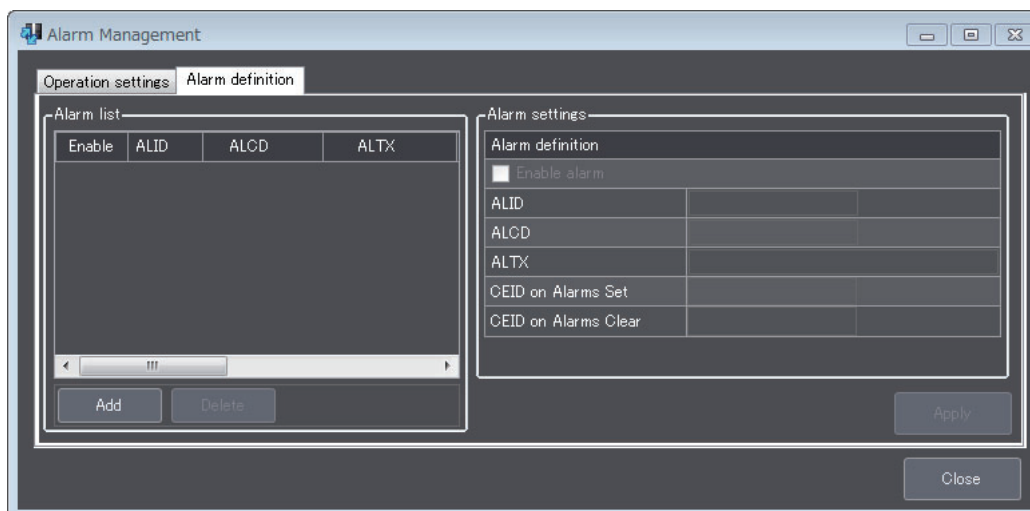 Alarm Management
Operation settings Alarm definition
Alarm list
Enable ALID ALCD ALTX
Add Delete
Alarm settings
Alarm definition
Enable alarm
ALID
ALCD
ALTX
CEID on Alarms Set
CEID on Alarms Clear
Apply
Close